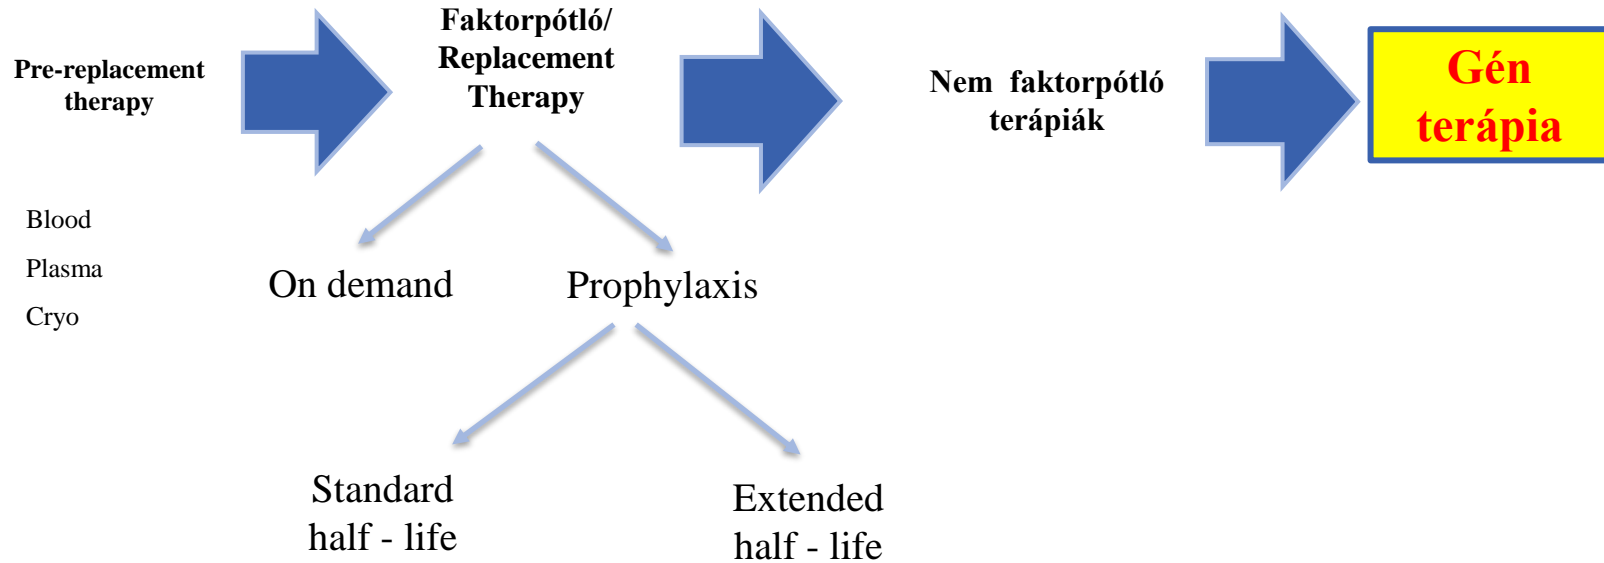 Pre-replacement
therapy
Faktorpótló/
Replacement
Therapy
Nem faktorpótló
terápiák
Gén
terápia
Blood
Plasma
Cryo
On demand
Prophylaxis
Standard
half - life
Extended
half - life